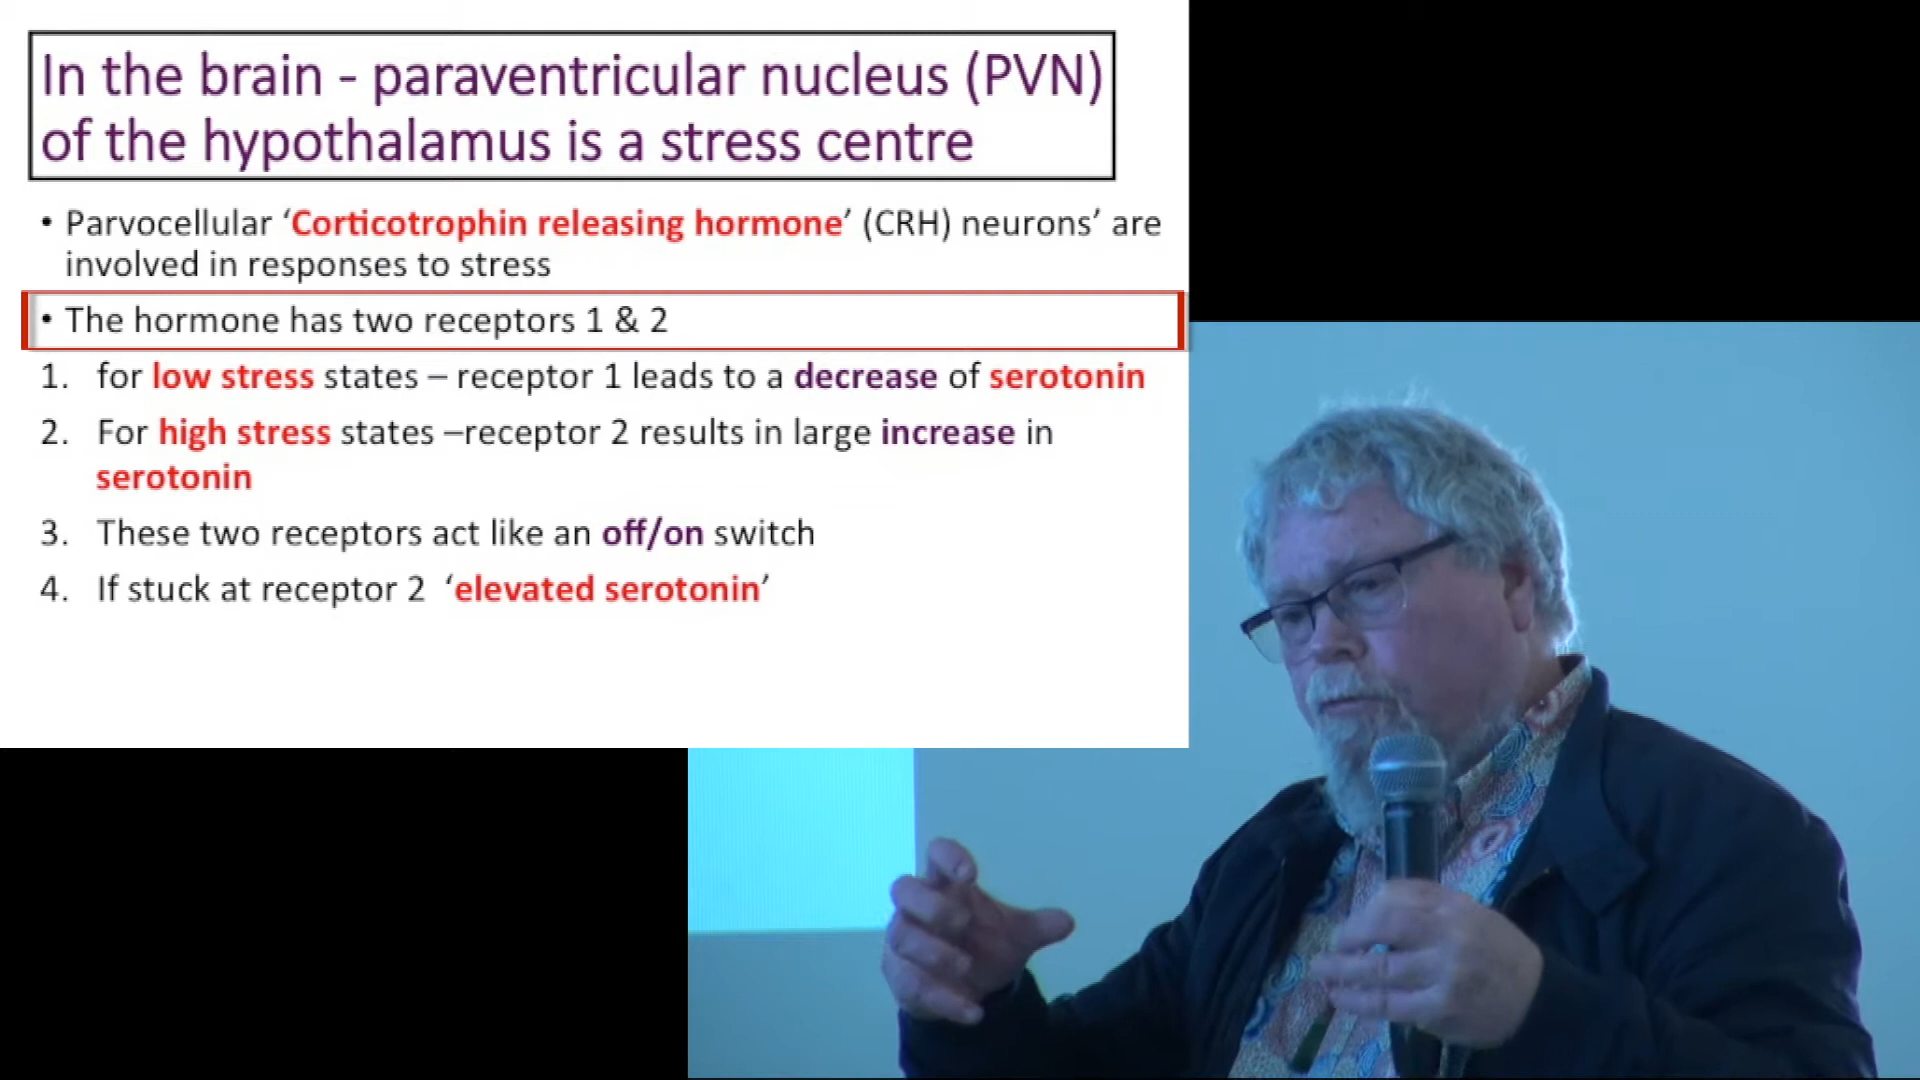 In the brain - paraventricular nucleus (PVN)
of the hypothalamus is a stress centre
• Parvocellular ‘Corticotrophin releasing hormone’ (CRH) neurons’ are
involved in responses to stress
• The hormone has two receptors 1 & 2
1. for low stress states – receptor 1 leads to a decrease of serotonin
2. For high stress states –receptor 2 results in large increase in
serotonin
3. These two receptors act like an off/on switch
4. If stuck at receptor 2 ‘elevated serotonin’